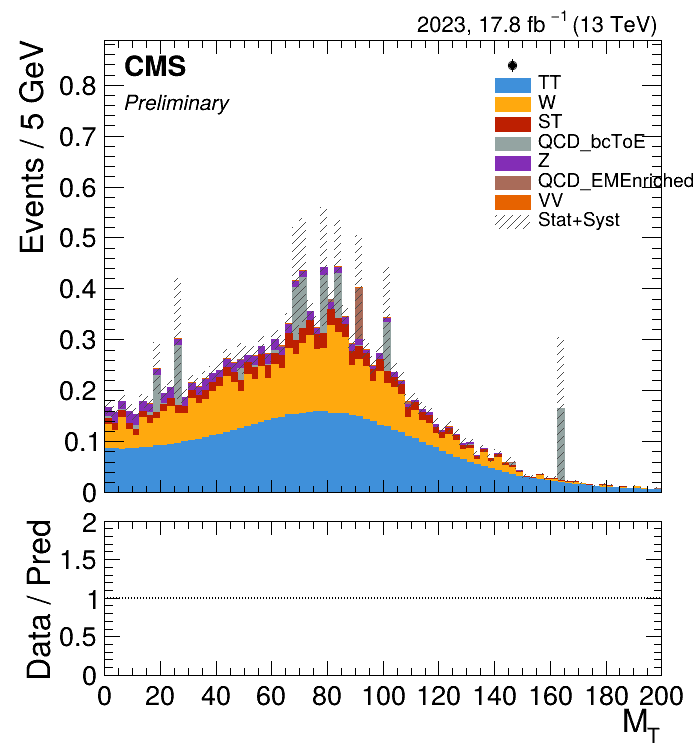 2023, 17.8 fb⁻¹ (13 TeV)
CMS
Preliminary
TT
W
ST
QCD_bcToE
Z
QCD_EMEnriched
VV
Stat+Syst
Events / 5 GeV
0.8
0.7
0.6
0.5
0.4
0.3
0.2
0.1
0
Data / Pred
2
1.5
1
0.5
0
0 20 40 60 80 100 120 140 160 180 200
M_T